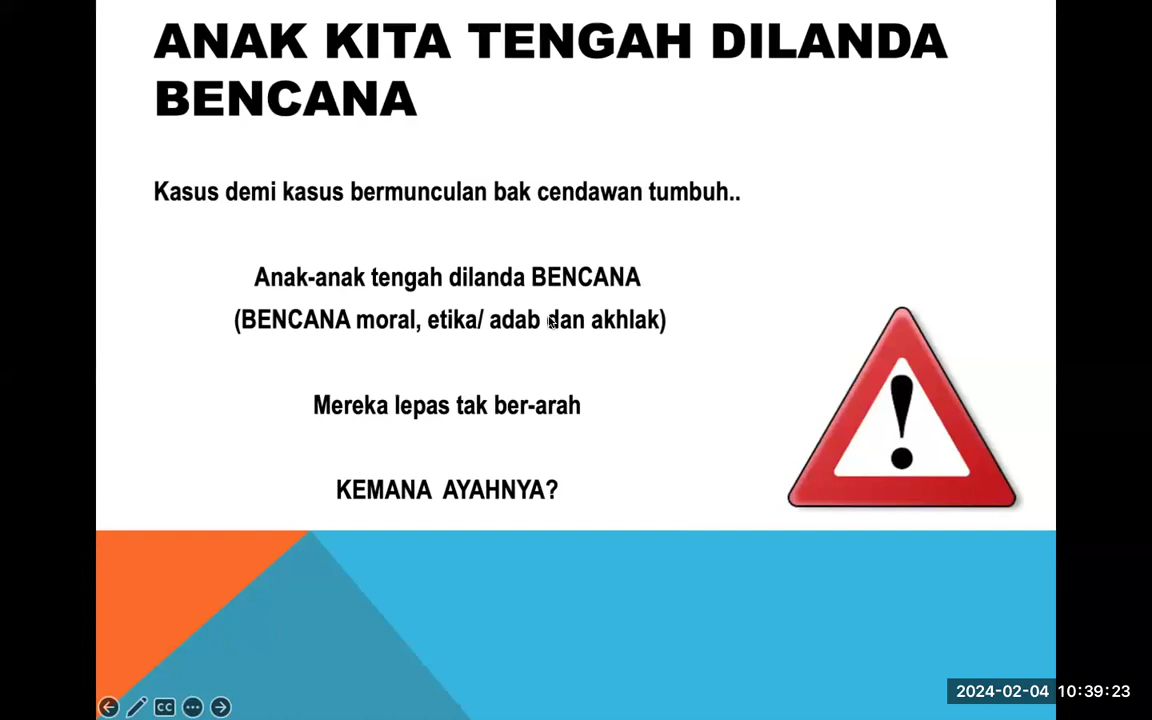 ANAK KITA TENGAH DILANDA
BENCANA
Kasus demi kasus bermunculan bak cendawan tumbuh..
Anak-anak tengah dilanda BENCANA
(BENCANA moral, etika/ adab dan akhlak)
Mereka lepas tak ber-arah
KEMANA  AYAHNYA?
CC
2024-02-04 10:39:23